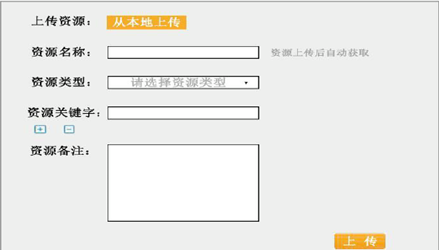 上传资源： 从本地上传
资源名称： 资源上传后自动获取
资源类型： 请选择资源类型
资源关键字：
资源备注：
上 传